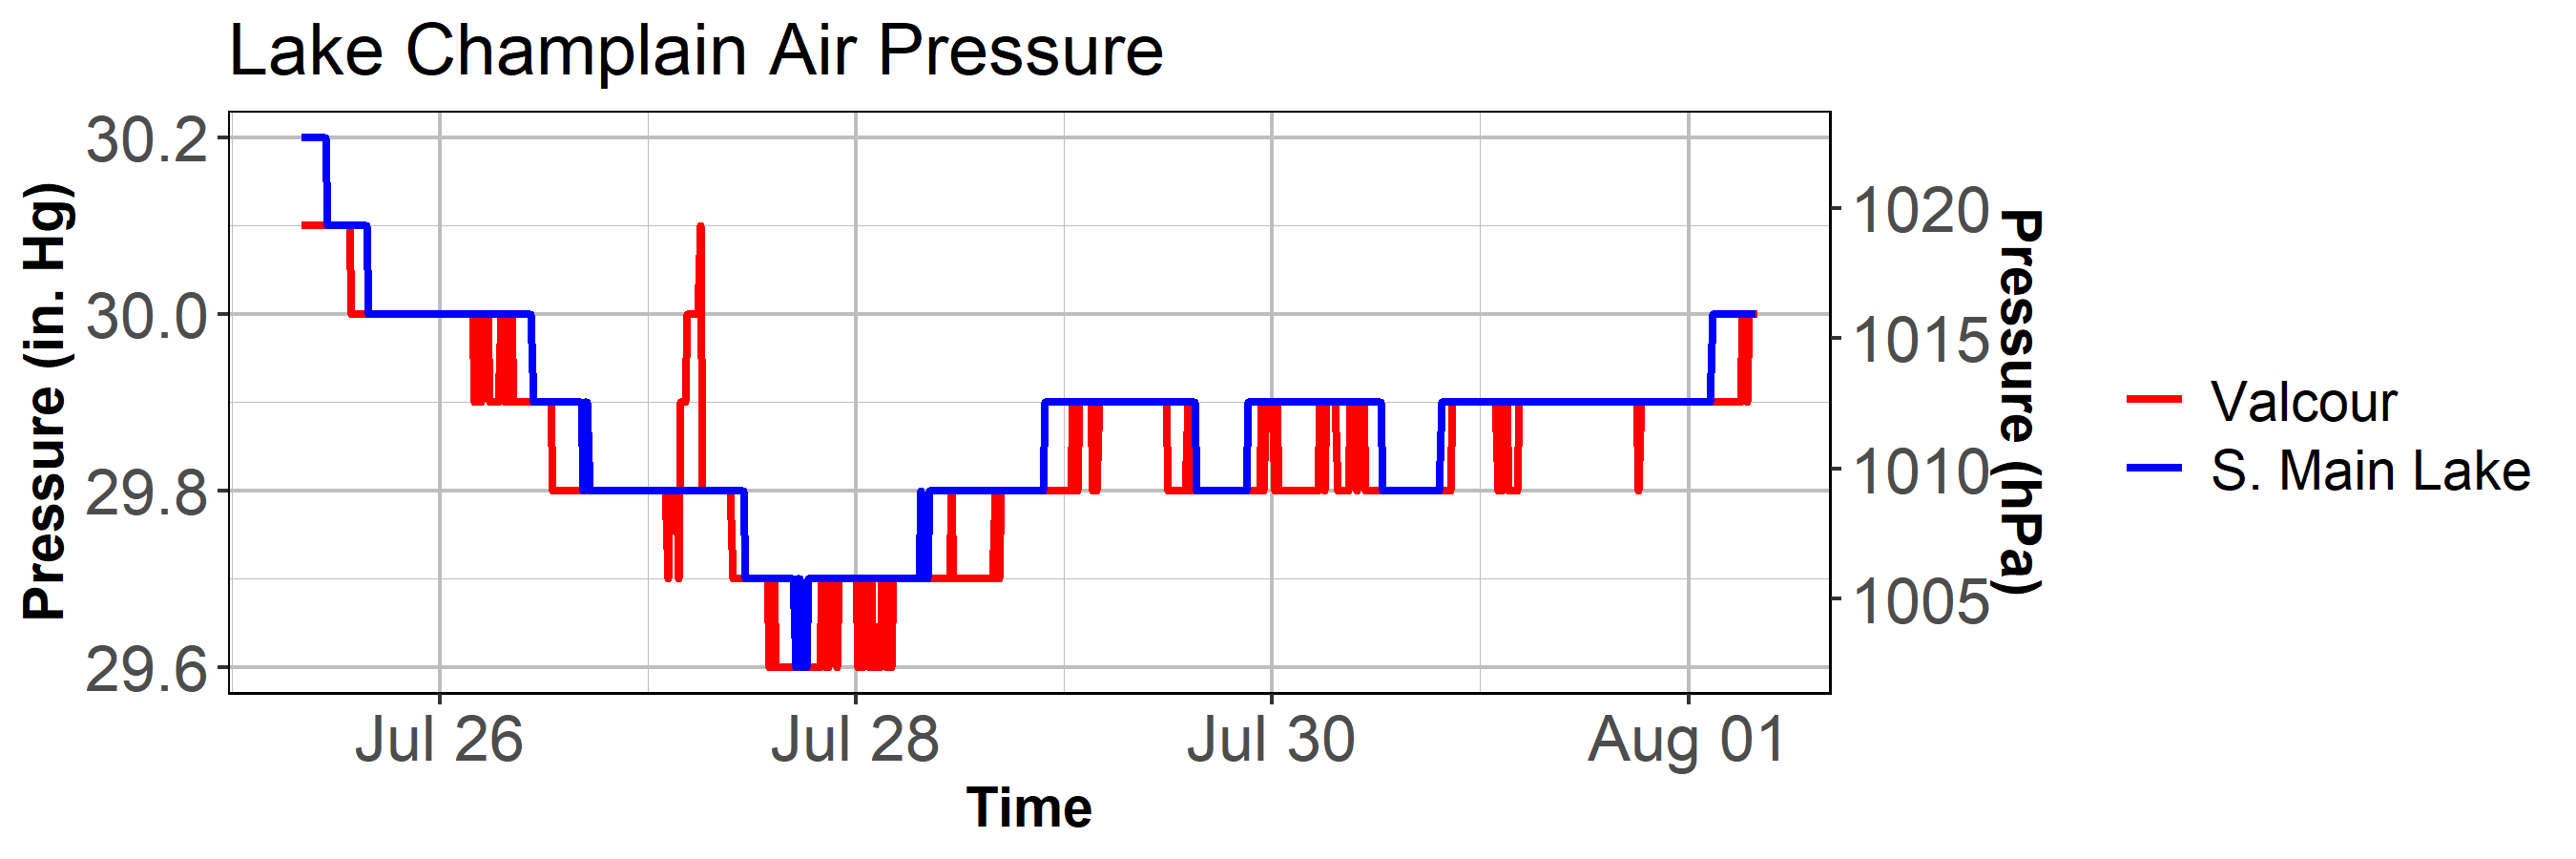 Lake Champlain Air Pressure
Pressure (in. Hg)
30.2
30.0
29.8
29.6
1020
1015
1010
1005
Pressure (hPa)
Jul 26
Jul 28
Jul 30
Aug 01
Time
Valcour
S. Main Lake